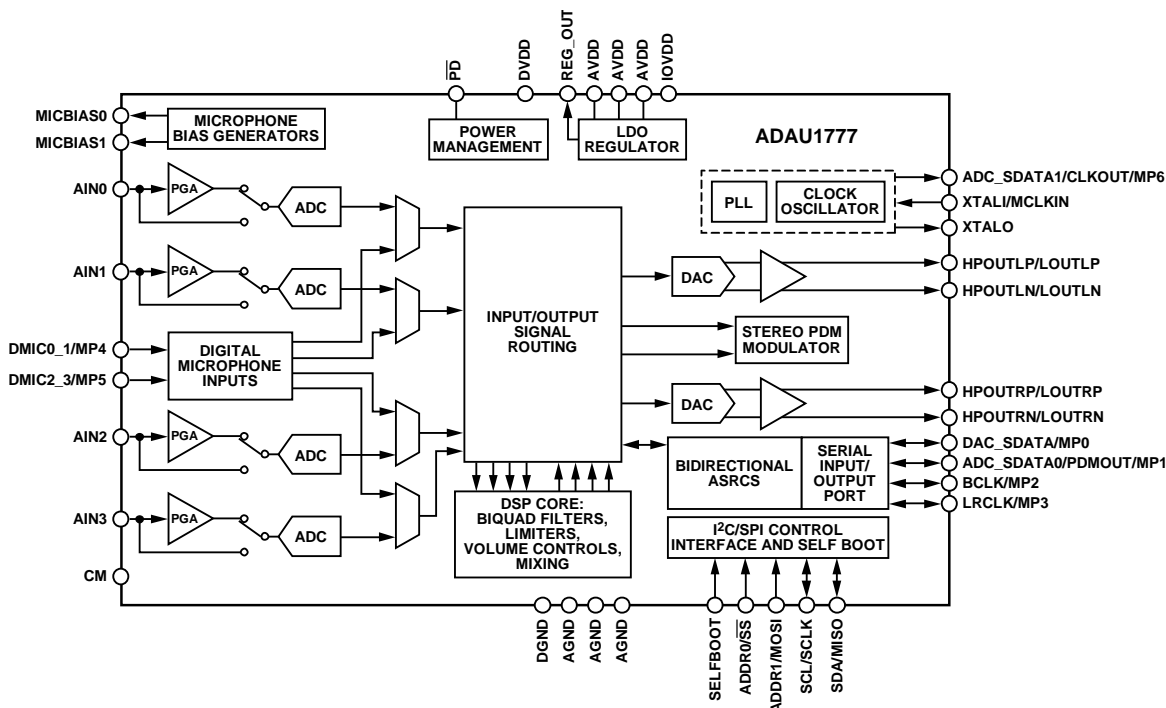 PD
DVDD
REG_OUT
AVDD
AVDD
AVDD
IOVDD
MICBIAS0
MICBIAS1
MICROPHONE
BIAS GENERATORS
POWER
MANAGEMENT
LDO
REGULATOR
ADAU1777
AIN0
PGA
ADC
PLL
CLOCK
OSCILLATOR
ADC_SDATA1/CLKOUT/MP6
XTALI/MCLKIN
XTALO
AIN1
PGA
ADC
DAC
HPOUTLP/LOUTLP
HPOUTLN/LOUTLN
INPUT/OUTPUT
SIGNAL
ROUTING
STEREO PDM
MODULATOR
DMIC0_1/MP4
DMIC2_3/MP5
DIGITAL
MICROPHONE
INPUTS
DAC
HPOUTRP/LOUTRP
HPOUTRN/LOUTRN
AIN2
PGA
ADC
BIDIRECTIONAL
ASRCS
SERIAL
INPUT/
OUTPUT
PORT
DAC_SDATA/MP0
ADC_SDATA0/PDMOUT/MP1
BCLK/MP2
LRCLK/MP3
AIN3
PGA
ADC
DSP CORE:
BIQUAD FILTERS,
LIMITERS,
VOLUME CONTROLS,
MIXING
I2C/SPI CONTROL
INTERFACE AND SELF BOOT
CM
DGND
AGND
AGND
AGND
SELFBOOT
ADDR0/SS
ADDR1/MOSI
SCL/SCLK
SDA/MISO